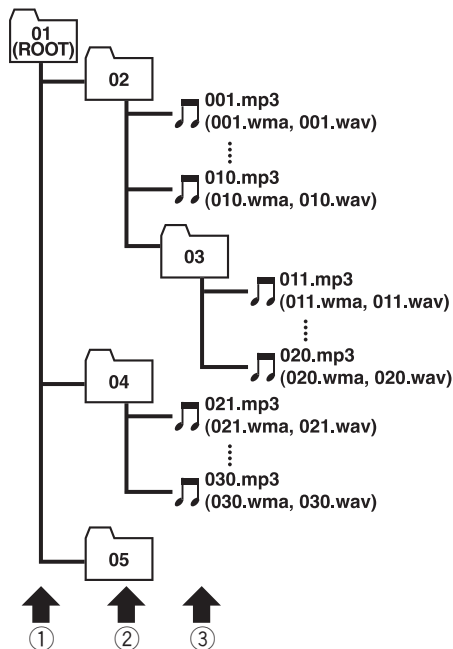 01
(ROOT)
02
001.mp3
(001.wma, 001.wav)
010.mp3
(010.wma, 010.wav)
03
011.mp3
(011.wma, 011.wav)
020.mp3
(020.wma, 020.wav)
04
021.mp3
(021.wma, 021.wav)
030.mp3
(030.wma, 030.wav)
05
① ② ③